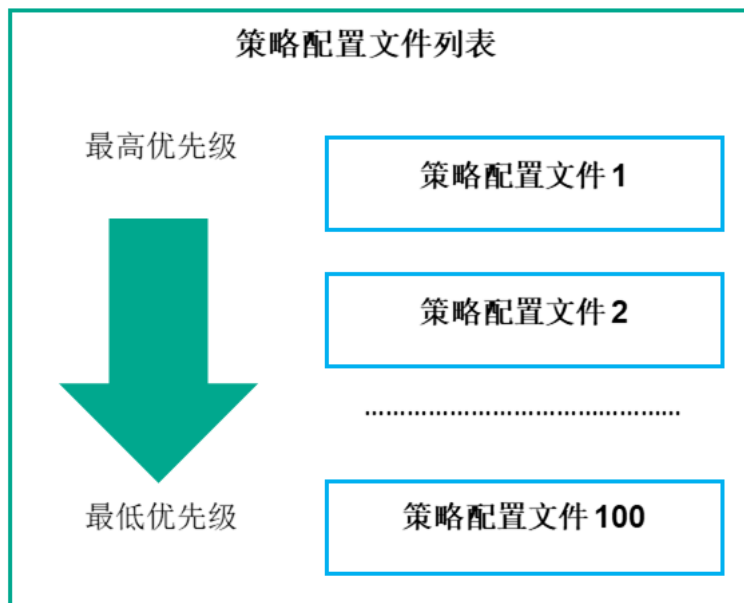 策略配置文件列表
最高优先级
策略配置文件 1
策略配置文件 2
................................................
最低优先级
策略配置文件 100